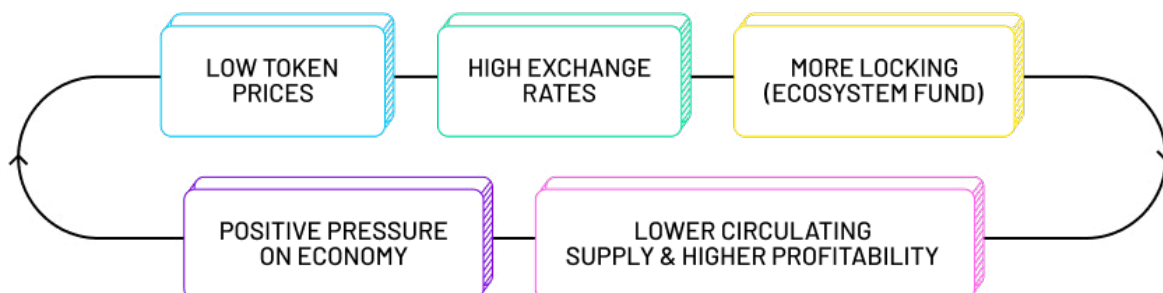 LOW TOKEN
PRICES
HIGH EXCHANGE
RATES
MORE LOCKING
(ECOSYSTEM FUND)
POSITIVE PRESSURE
ON ECONOMY
LOWER CIRCULATING
SUPPLY & HIGHER PROFITABILITY